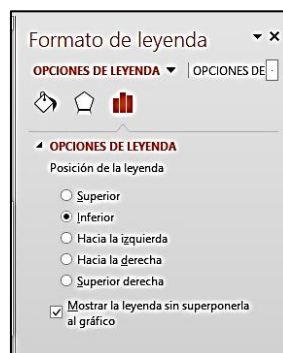 Formato de leyenda
OPCIONES DE LEYENDA OPCIONES DE
OPCIONES DE LEYENDA
Posición de la leyenda
Superior
Inferior
Hacia la izquierda
Hacia la derecha
Superior derecha
Mostrar la leyenda sin superponerla
al gráfico